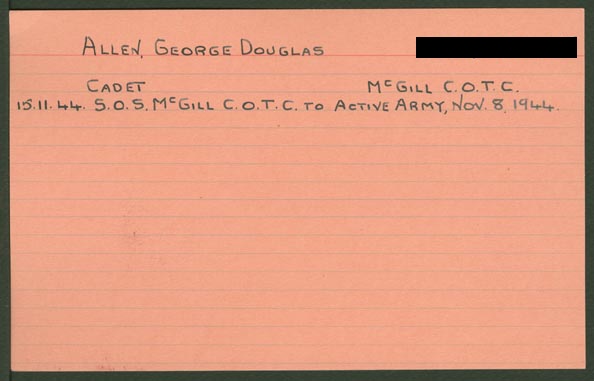 ALLEN, GEORGE DOUGLAS
CADET McGILL C.O.T.C.
15.11.44. S.O.S. McGILL C.O.T.C. TO ACTIVE ARMY, NOV. 8, 1944.